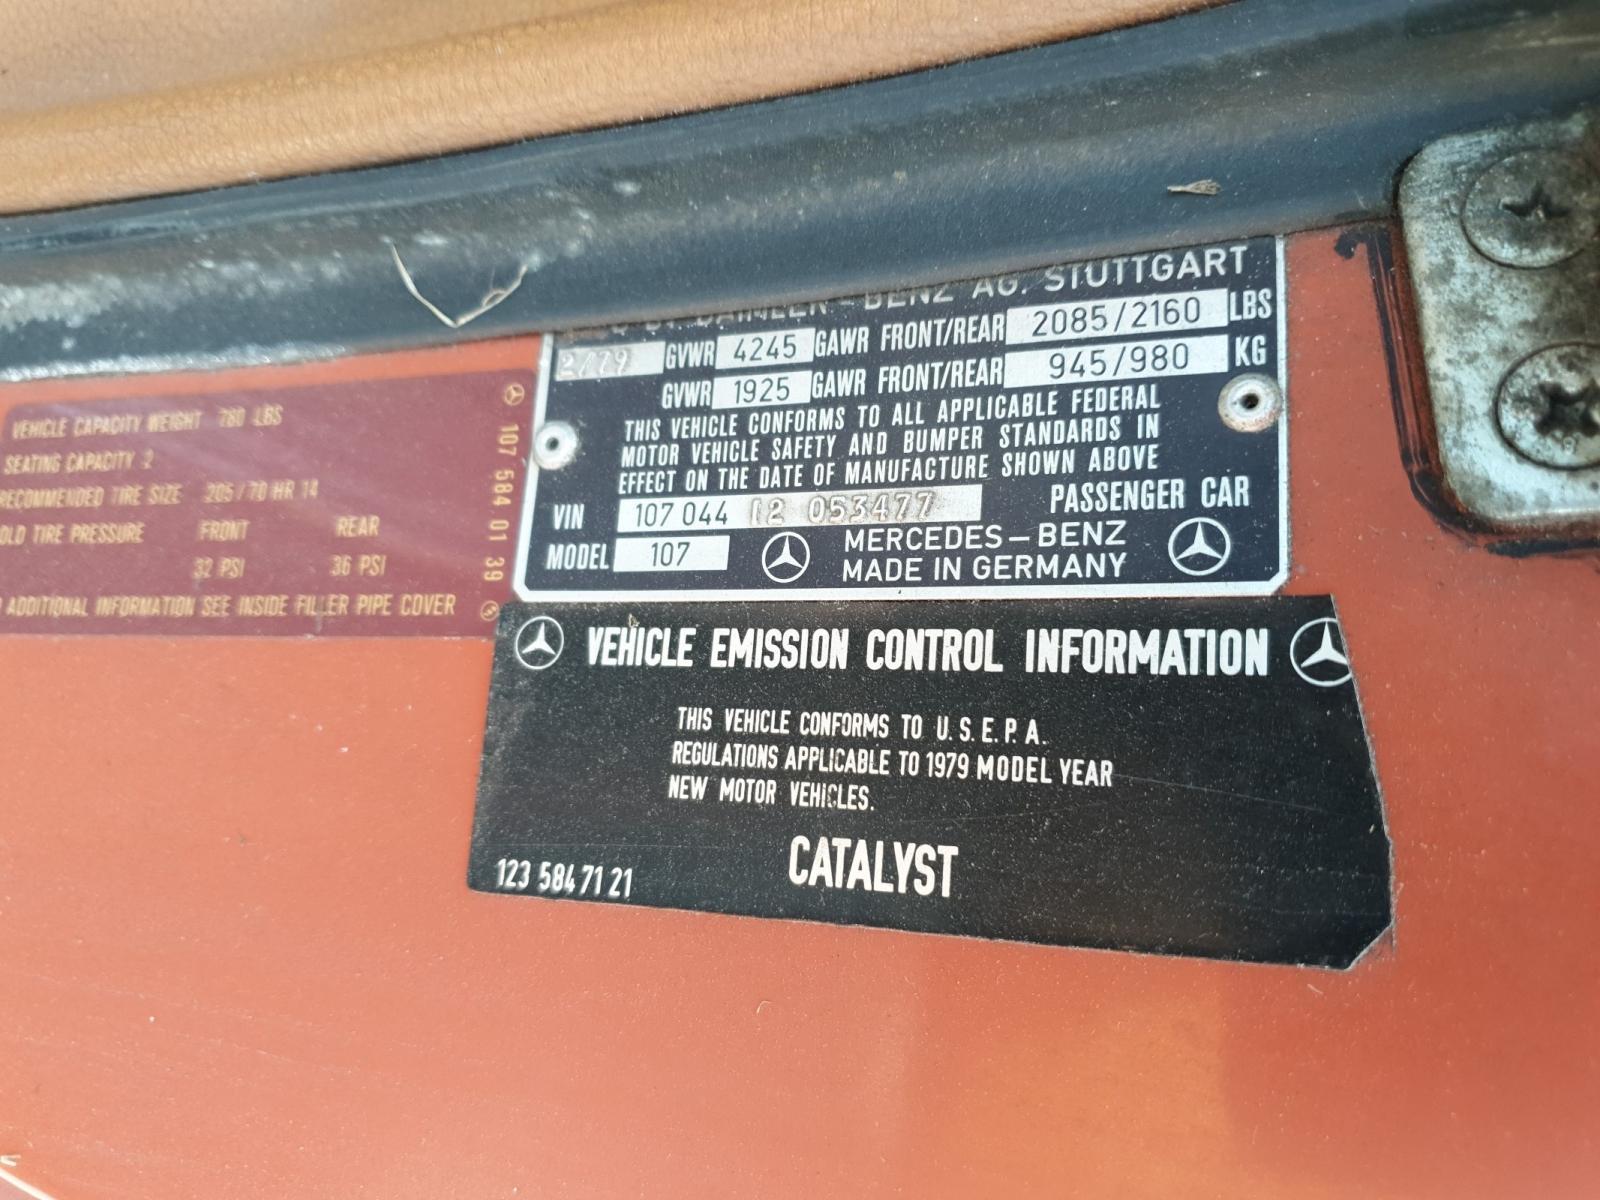 BY DAIMLER-BENZ AG. STUTTGART
2/79 GVWR 4245 GAWR FRONT/REAR 2085/2160 LBS
GVWR 1925 GAWR FRONT/REAR 945/980 KG
THIS VEHICLE CONFORMS TO ALL APPLICABLE FEDERAL
MOTOR VEHICLE SAFETY AND BUMPER STANDARDS IN
EFFECT ON THE DATE OF MANUFACTURE SHOWN ABOVE
VIN 107 044 12 053477 PASSENGER CAR
MODEL 107 MERCEDES-BENZ
MADE IN GERMANY
VEHICLE CAPACITY WEIGHT 780 LBS
SEATING CAPACITY 2
RECOMMENDED TIRE SIZE 205/70 HR 14
OLD TIRE PRESSURE FRONT REAR
32 PSI 36 PSI
ADDITIONAL INFORMATION SEE INSIDE FILLER PIPE COVER
107 584 01 39
VEHICLE EMISSION CONTROL INFORMATION
THIS VEHICLE CONFORMS TO U.S.E.P.A.
REGULATIONS APPLICABLE TO 1979 MODEL YEAR
NEW MOTOR VEHICLES.
CATALYST
123 584 71 21